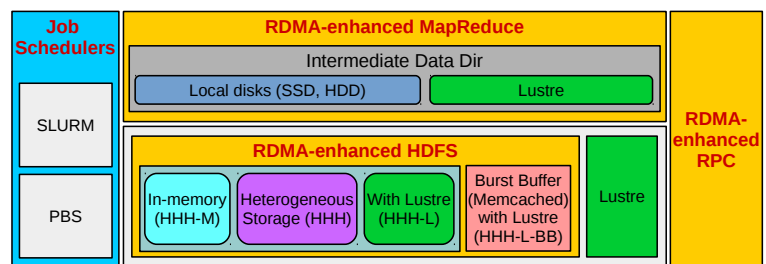 Job
Schedulers
SLURM
PBS
RDMA-enhanced MapReduce
Intermediate Data Dir
Local disks (SSD, HDD)
Lustre
RDMA-enhanced HDFS
In-memory
(HHH-M)
Heterogeneous
Storage (HHH)
With Lustre
(HHH-L)
Burst Buffer
(Memcached)
with Lustre
(HHH-L-BB)
Lustre
RDMA-
enhanced
RPC